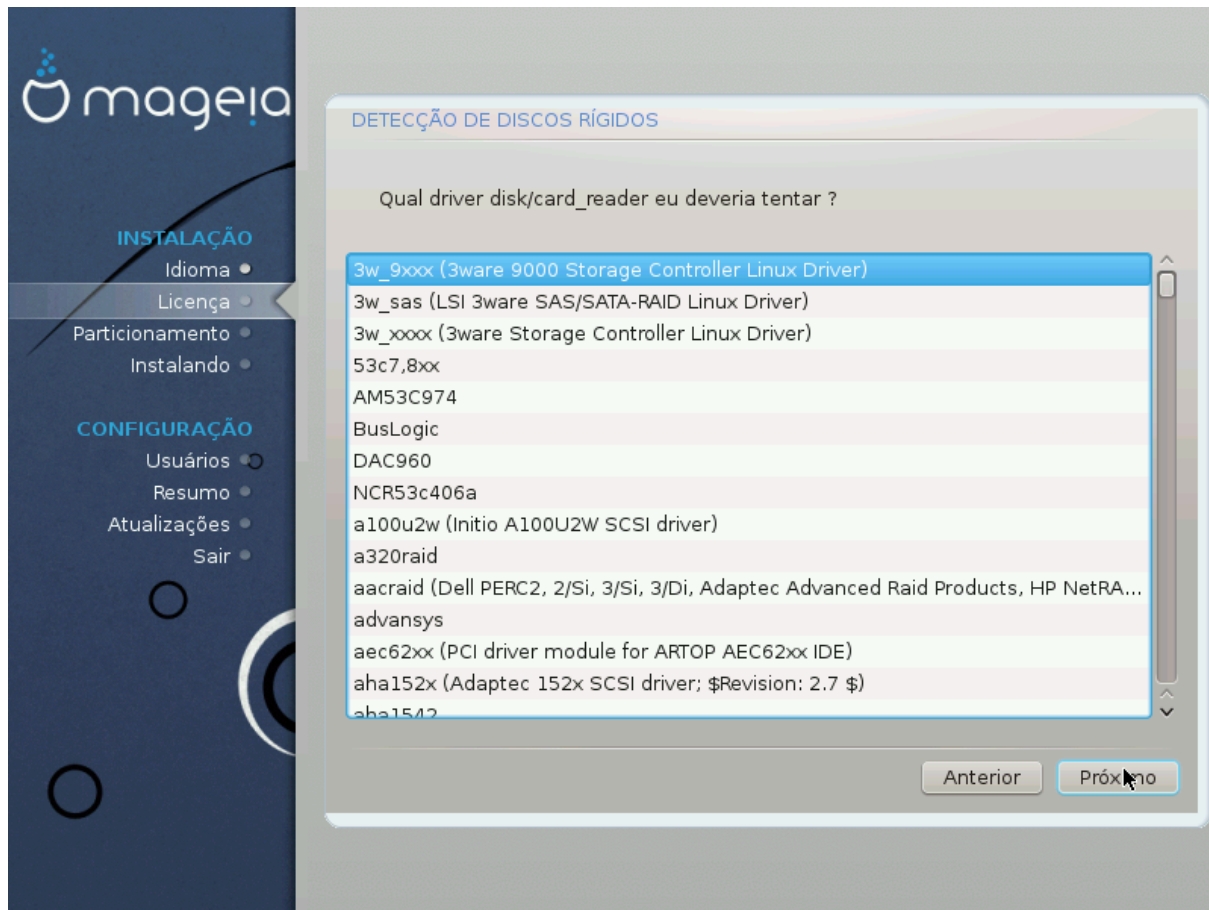 mageia
INSTALAÇÃO
Idioma
Licença
Particionamento
Instalando
CONFIGURAÇÃO
Usuários
Resumo
Atualizações
Sair
DETECÇÃO DE DISCOS RÍGIDOS
Qual driver disk/card_reader eu deveria tentar ?
3w_9xxx (3ware 9000 Storage Controller Linux Driver)
3w_sas (LSI 3ware SAS/SATA-RAID Linux Driver)
3w_xxxx (3ware Storage Controller Linux Driver)
53c7,8xx
AM53C974
BusLogic
DAC960
NCR53c406a
a100u2w (Initio A100U2W SCSI driver)
a320raid
aacraid (Dell PERC2, 2/Si, 3/Si, 3/Di, Adaptec Advanced Raid Products, HP NetRA...
advansys
aec62xx (PCI driver module for ARTOP AEC62xx IDE)
aha152x (Adaptec 152x SCSI driver; $Revision: 2.7 $)
aha1542
Anterior
Próximo